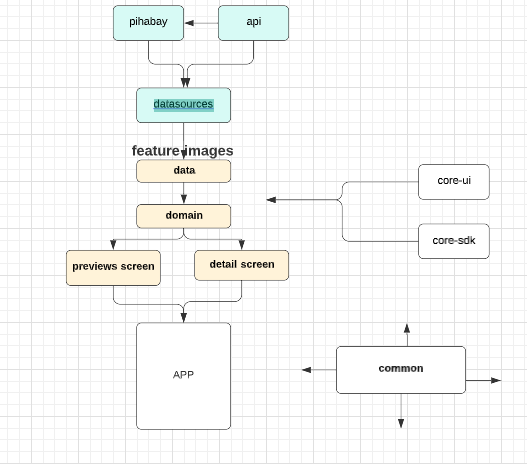 pihabay
api
datasources
feature-images
data
core-ui
domain
core-sdk
previews screen
detail screen
APP
common